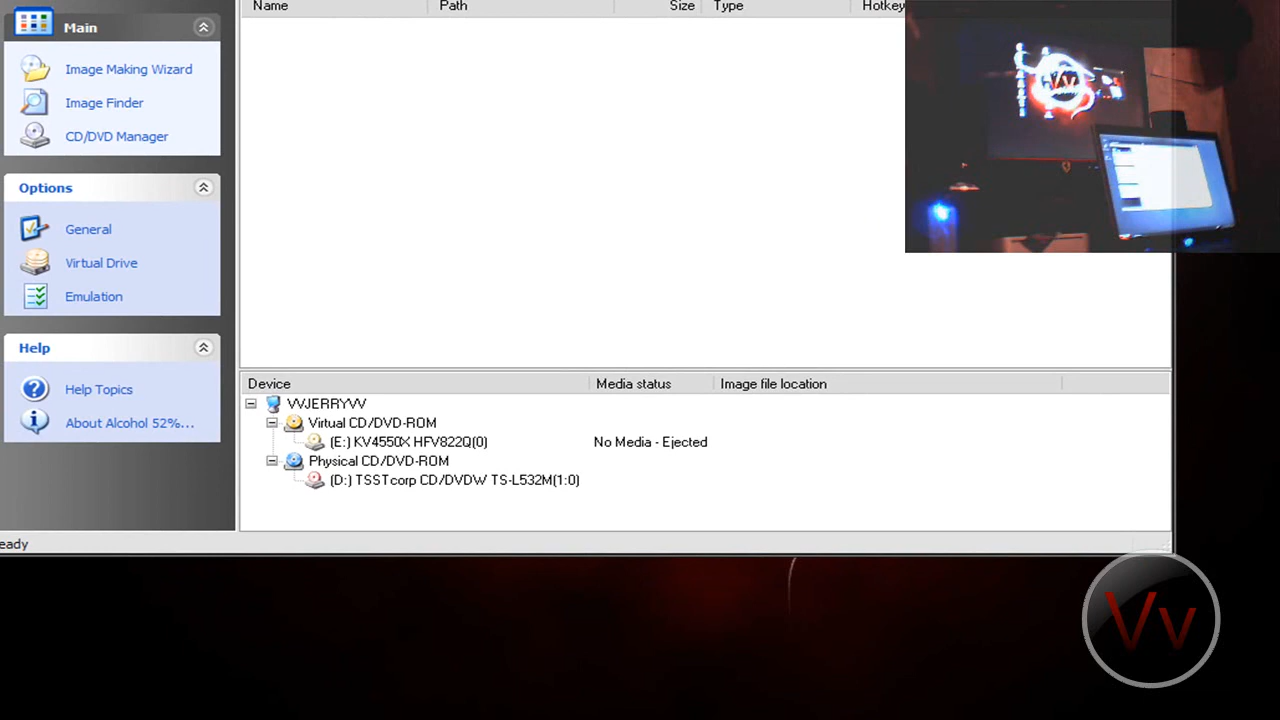 Name Path Size Type Hotkey
Main
Image Making Wizard
Image Finder
CD/DVD Manager
Options
General
Virtual Drive
Emulation
Help
Help Topics
About Alcohol 52%...
Device Media status Image file location
VVJERRYVV
Virtual CD/DVD-ROM
(E:) KV4550X HFV822Q(0) No Media - Ejected
Physical CD/DVD-ROM
(D:) TSSTcorp CD/DVDW TS-L532M(1:0)
eady
Vv